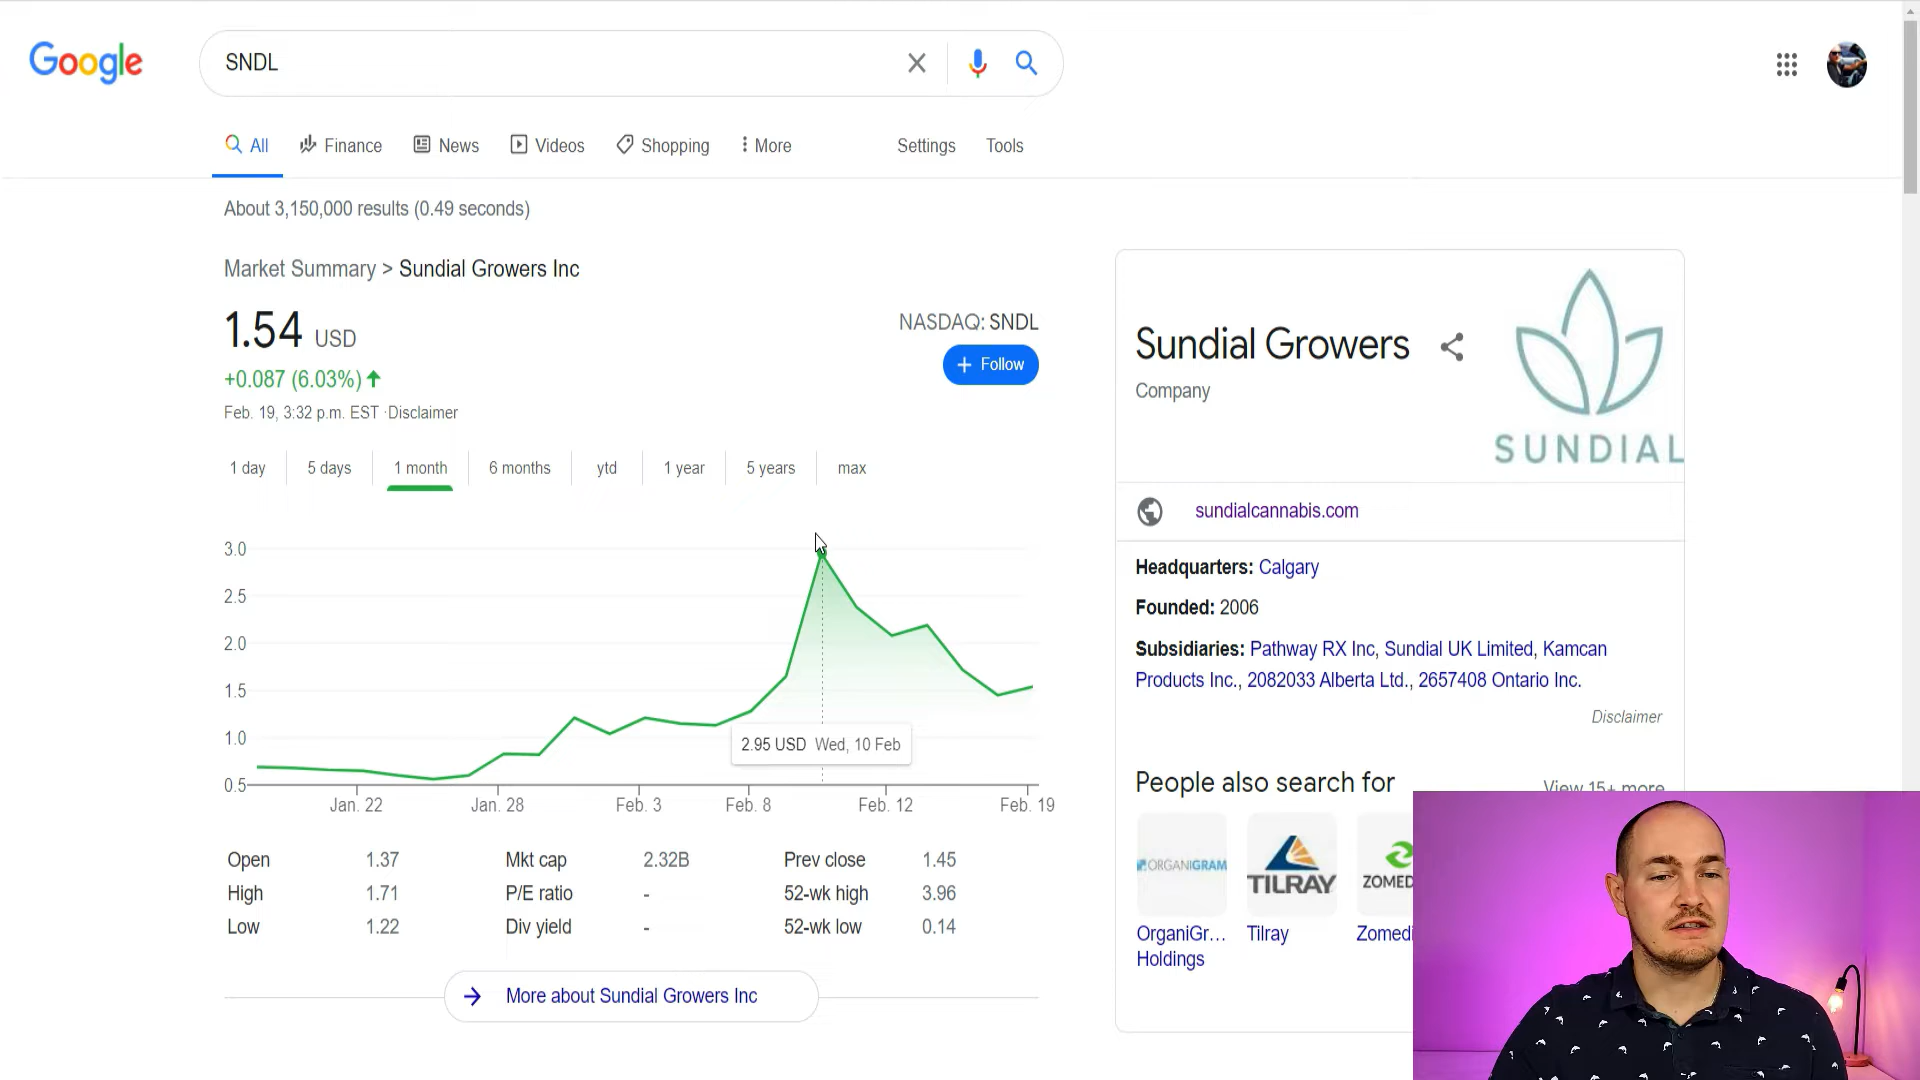 Google
SNDL
All
Finance
News
Videos
Shopping
More
Settings
Tools
About 3,150,000 results (0.49 seconds)
Market Summary > Sundial Growers Inc
1.54 USD
+0.087 (6.03%)
Feb. 19, 3:32 p.m. EST · Disclaimer
NASDAQ: SNDL
+ Follow
1 day
5 days
1 month
6 months
ytd
1 year
5 years
max
3.0
2.5
2.0
1.5
1.0
0.5
2.95 USD Wed, 10 Feb
Jan. 22
Jan. 28
Feb. 3
Feb. 8
Feb. 12
Feb. 19
Open 1.37
High 1.71
Low 1.22
Mkt cap 2.32B
P/E ratio -
Div yield -
Prev close 1.45
52-wk high 3.96
52-wk low 0.14
More about Sundial Growers Inc
Sundial Growers
Company
SUNDIAL
sundialcannabis.com
Headquarters: Calgary
Founded: 2006
Subsidiaries: Pathway RX Inc, Sundial UK Limited, Kamcan
Products Inc., 2082033 Alberta Ltd., 2657408 Ontario Inc.
Disclaimer
People also search for
View 15+ more
ORGANIGRAM
TILRAY
ZOMED
OrganiGr...
Holdings
Tilray
Zomedi